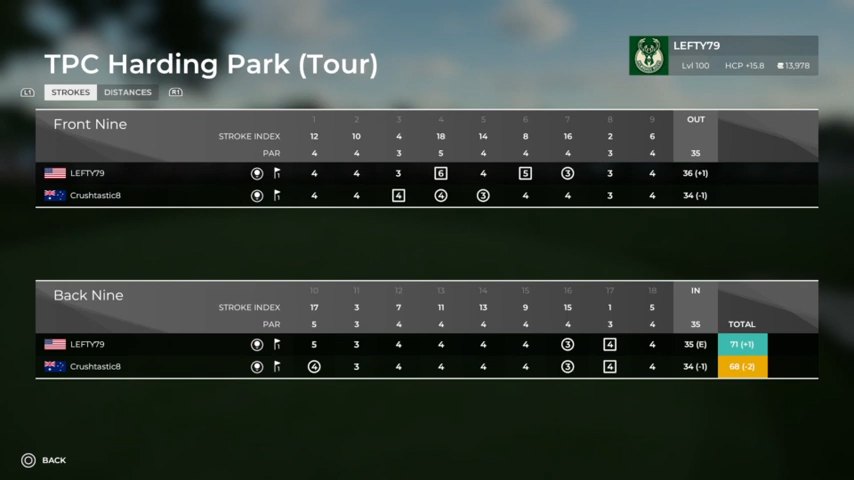 TPC Harding Park (Tour)
LEFTY79
Lvl 100 HCP +15.8 13,978
L1 STROKES DISTANCES R1
Front Nine 1 2 3 4 5 6 7 8 9 OUT
STROKE INDEX 12 10 4 18 14 8 16 2 6
PAR 4 4 3 5 4 4 4 3 4 35
LEFTY79 1 4 4 3 6 4 5 3 3 4 36 (+1)
Crushtastic8 1 4 4 4 4 3 4 4 3 4 34 (-1)
Back Nine 10 11 12 13 14 15 16 17 18 IN
STROKE INDEX 17 3 7 11 13 9 15 1 5
PAR 5 3 4 4 4 4 4 3 4 35 TOTAL
LEFTY79 1 5 3 4 4 4 4 3 4 4 35 (E) 71 (+1)
Crushtastic8 1 4 3 4 4 4 4 3 4 4 34 (-1) 68 (-2)
BACK